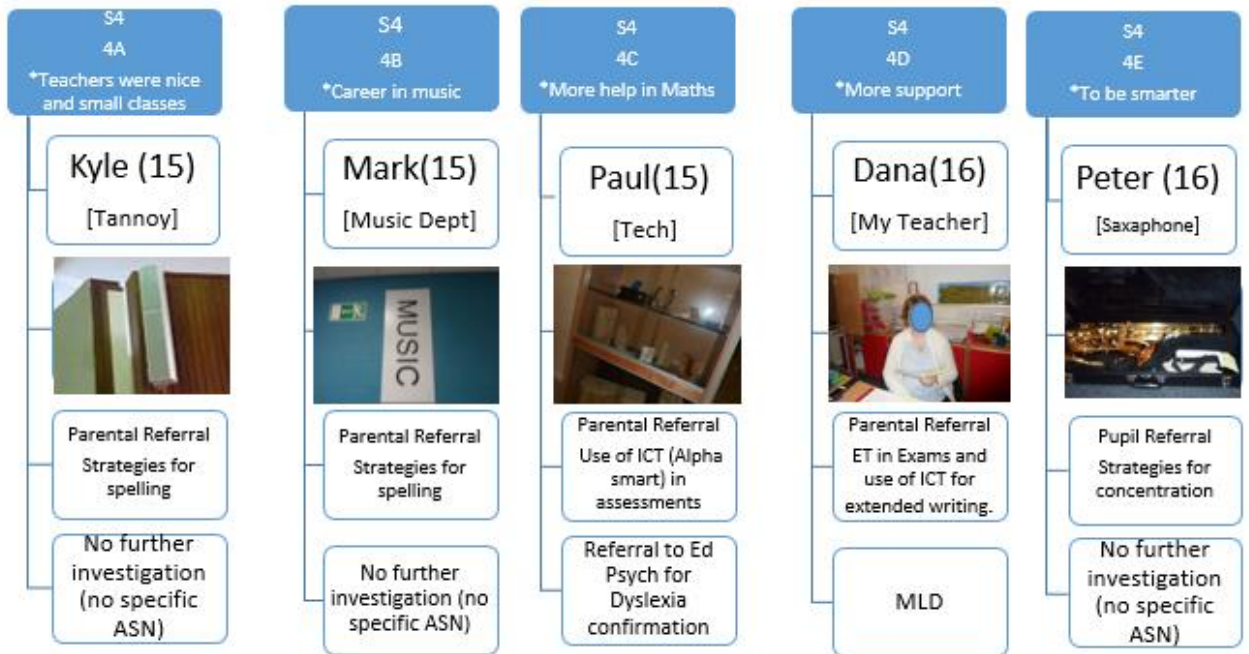 S4
4A
*Teachers were nice
and small classes
Kyle (15)
[Tannoy]
Parental Referral
Strategies for
spelling
No further
investigation
(no specific
ASN)
S4
4B
*Career in music
Mark(15)
[Music Dept]
MUSIC
Parental Referral
Strategies for
spelling
No further
investigation (no
specific ASN)
S4
4C
*More help in Maths
Paul(15)
[Tech]
Parental Referral
Use of ICT (Alpha
smart) in
assessments
Referral to Ed
Psych for
Dyslexia
confirmation
S4
4D
*More support
Dana(16)
[My Teacher]
Parental Referral
ET in Exams and
use of ICT for
extended writing.
MLD
S4
4E
*To be smarter
Peter (16)
[Saxaphone]
Pupil Referral
Strategies for
concentration
No further
investigation
(no specific
ASN)